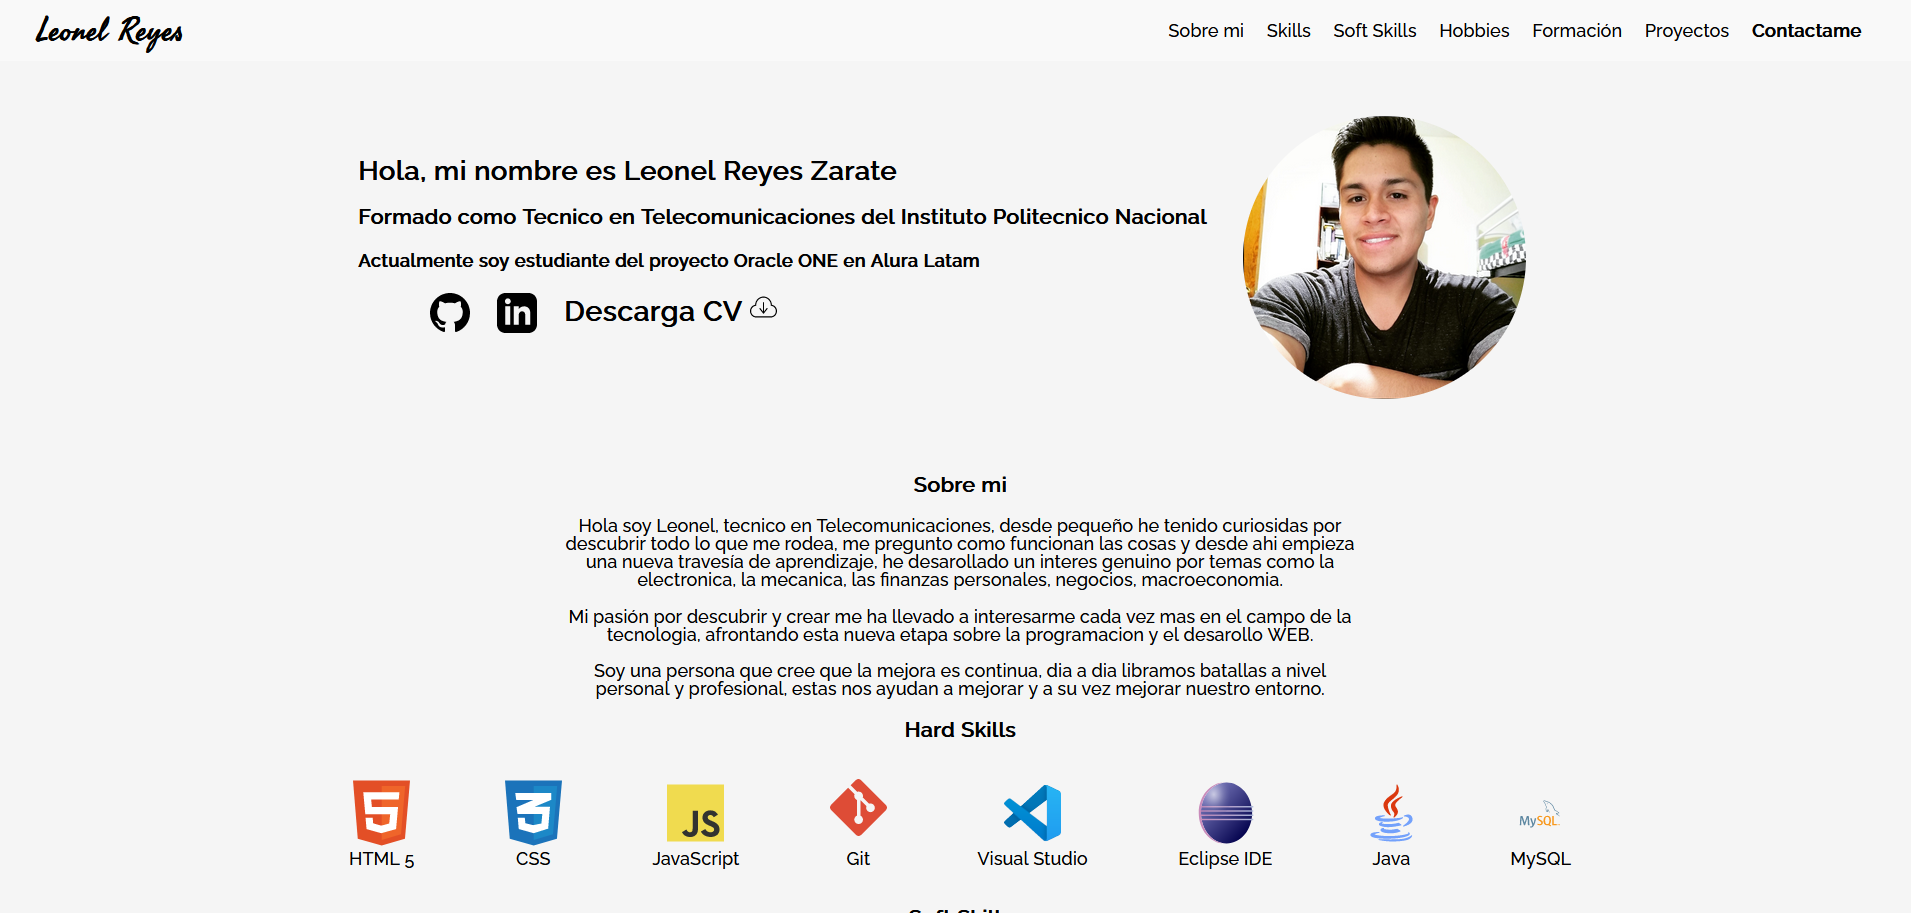 Leonel Reyes
Sobre mi Skills Soft Skills Hobbies Formación Proyectos Contactame
Hola, mi nombre es Leonel Reyes Zarate
Formado como Tecnico en Telecomunicaciones del Instituto Politecnico Nacional
Actualmente soy estudiante del proyecto Oracle ONE en Alura Latam
in Descarga CV
Sobre mi
Hola soy Leonel, tecnico en Telecomunicaciones, desde pequeño he tenido curiosidas por
descubrir todo lo que me rodea, me pregunto como funcionan las cosas y desde ahi empieza
una nueva travesía de aprendizaje, he desarollado un interes genuino por temas como la
electronica, la mecanica, las finanzas personales, negocios, macroeconomia.
Mi pasión por descubrir y crear me ha llevado a interesarme cada vez mas en el campo de la
tecnologia, afrontando esta nueva etapa sobre la programacion y el desarollo WEB.
Soy una persona que cree que la mejora es continua, dia a dia libramos batallas a nivel
personal y profesional, estas nos ayudan a mejorar y a su vez mejorar nuestro entorno.
Hard Skills
5 3 JS MySQL
HTML 5 CSS JavaScript Git Visual Studio Eclipse IDE Java MySQL
Soft Skills